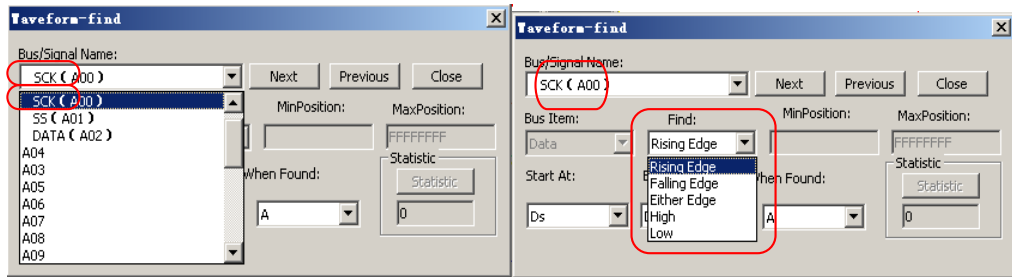 Waveform-find
Bus/Signal Name:
SCK ( A00 )
Next Previous Close
SCK ( A00 )
SS ( A01 )
DATA ( A02 )
A04
A03
A05
A06
A07
A08
A09
MinPosition: MaxPosition:
FFFFFFFF
Statistic
When Found:
Statistic
A
0
Waveform-find
Bus/Signal Name:
SCK ( A00 )
Next Previous Close
Bus Item: Find: MinPosition: MaxPosition:
Data Rising Edge FFFFFFFF
Rising Edge
Falling Edge
Either Edge
High
Low
Statistic
Start At: When Found:
Statistic
Ds A 0